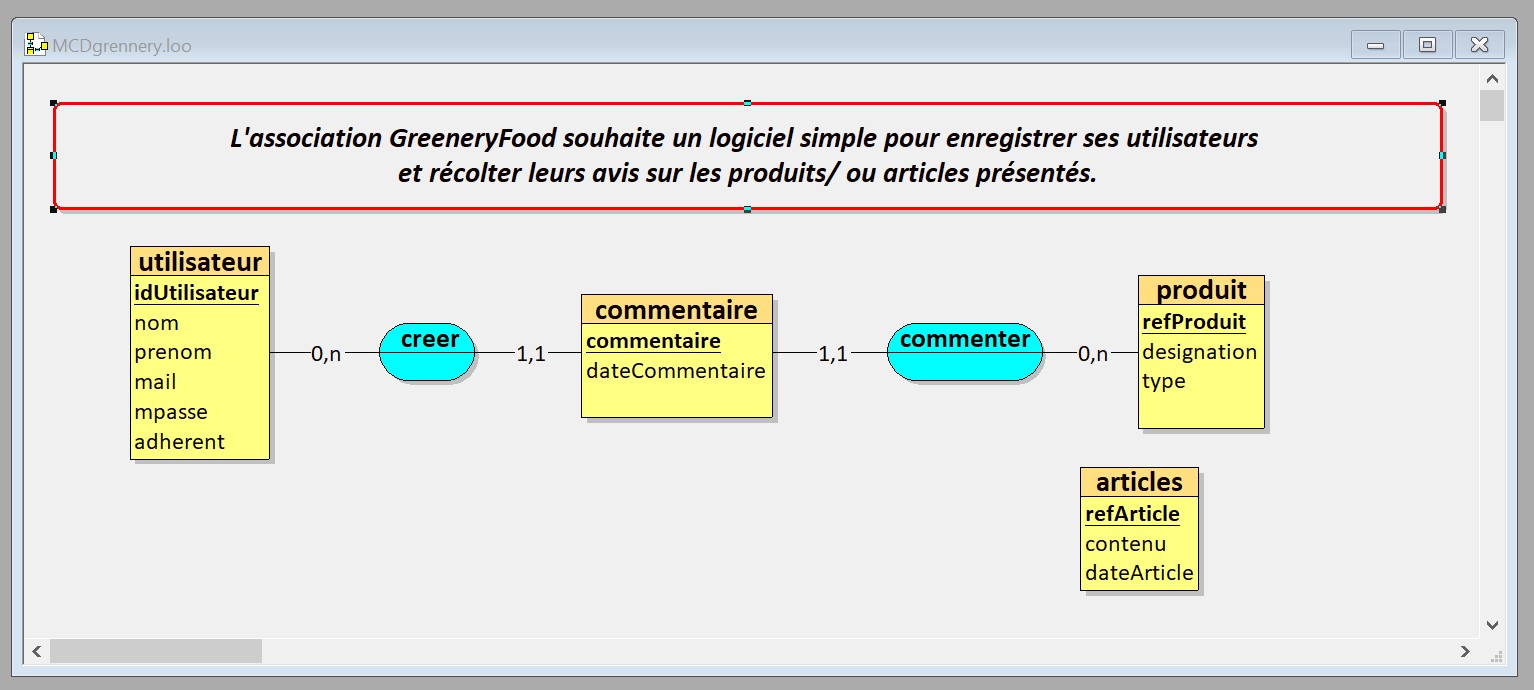 MCDgrennery.loo
L'association GreeneryFood souhaite un logiciel simple pour enregistrer ses utilisateurs
et récolter leurs avis sur les produits/ ou articles présentés.
utilisateur
idUtilisateur
nom
prenom
mail
mpasse
adherent
0,n
creer
1,1
commentaire
commentaire
dateCommentaire
1,1
commenter
0,n
produit
refProduit
designation
type
articles
refArticle
contenu
dateArticle